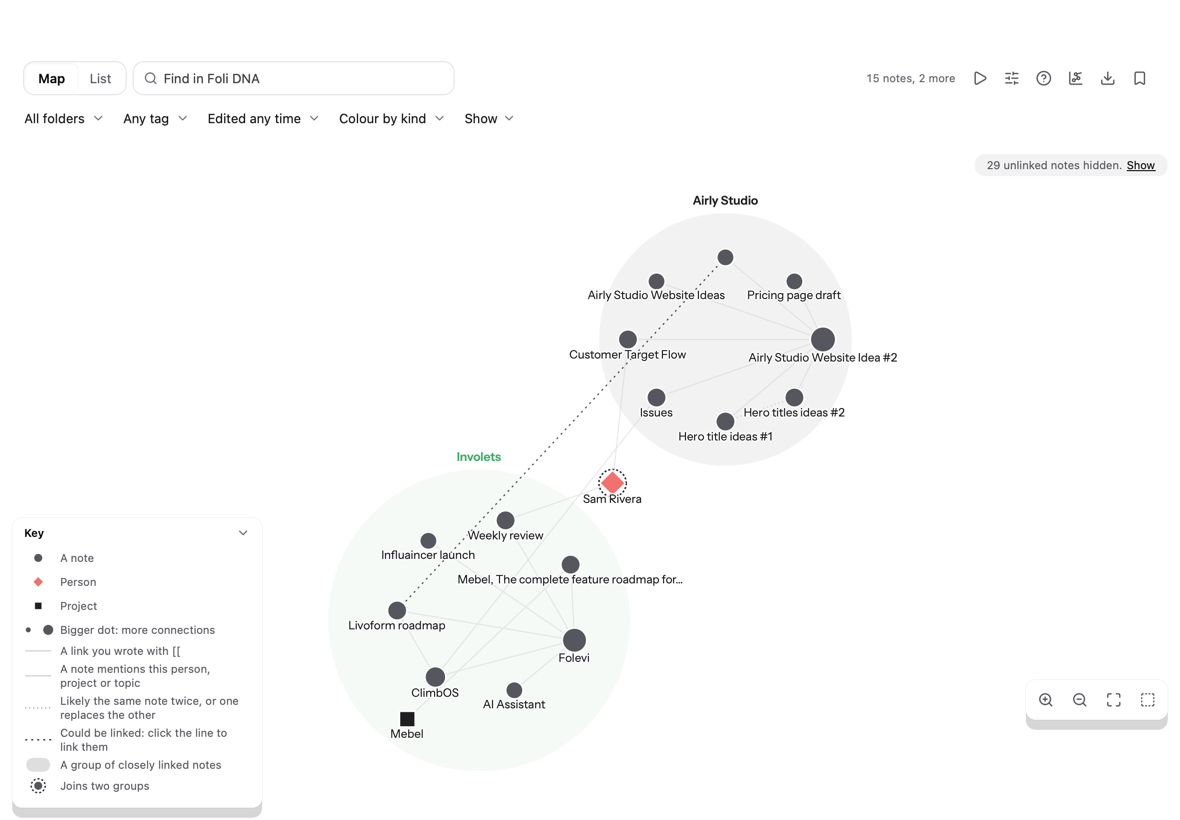 Map
List
Find in Foli DNA
15 notes, 2 more
All folders
Any tag
Edited any time
Colour by kind
Show
29 unlinked notes hidden. Show
Airly Studio
Airly Studio Website Ideas
Pricing page draft
Customer Target Flow
Airly Studio Website Idea #2
Issues
Hero titles ideas #2
Hero title ideas #1
Involets
Sam Rivera
Weekly review
Influaincer launch
Mebel, The complete feature roadmap for...
Livoform roadmap
Folevi
ClimbOS
AI Assistant
Mebel
Key
A note
Person
Project
Bigger dot: more connections
A link you wrote with [[
A note mentions this person,
project or topic
Likely the same note twice, or one
replaces the other
Could be linked: click the line to
link them
A group of closely linked notes
Joins two groups